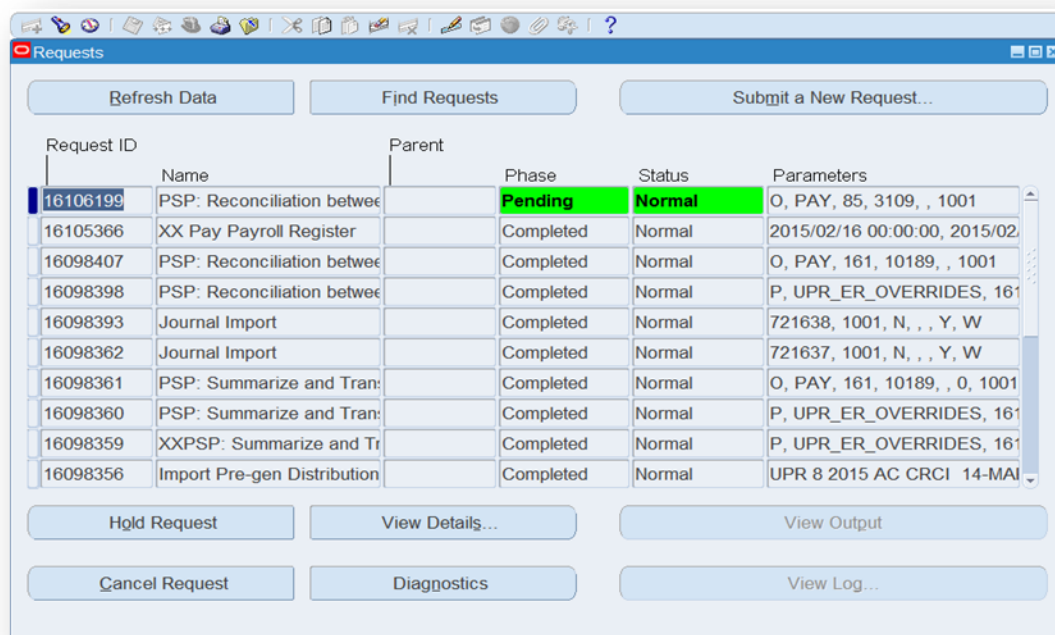 Requests
Refresh Data Find Requests Submit a New Request...
Request ID Parent
Name Phase Status Parameters
16106199 PSP: Reconciliation betwee Pending Normal O, PAY, 85, 3109, , 1001
16105366 XX Pay Payroll Register Completed Normal 2015/02/16 00:00:00, 2015/02/
16098407 PSP: Reconciliation betwee Completed Normal O, PAY, 161, 10189, , 1001
16098398 PSP: Reconciliation betwee Completed Normal P, UPR_ER_OVERRIDES, 161
16098393 Journal Import Completed Normal 721638, 1001, N, , , Y, W
16098362 Journal Import Completed Normal 721637, 1001, N, , , Y, W
16098361 PSP: Summarize and Trans Completed Normal O, PAY, 161, 10189, , 0, 1001
16098360 PSP: Summarize and Trans Completed Normal P, UPR_ER_OVERRIDES, 161
16098359 XXPSP: Summarize and Tr Completed Normal P, UPR_ER_OVERRIDES, 161
16098356 Import Pre-gen Distribution Completed Normal UPR 8 2015 AC CRCI 14-MAI
Hold Request View Details... View Output
Cancel Request Diagnostics View Log...